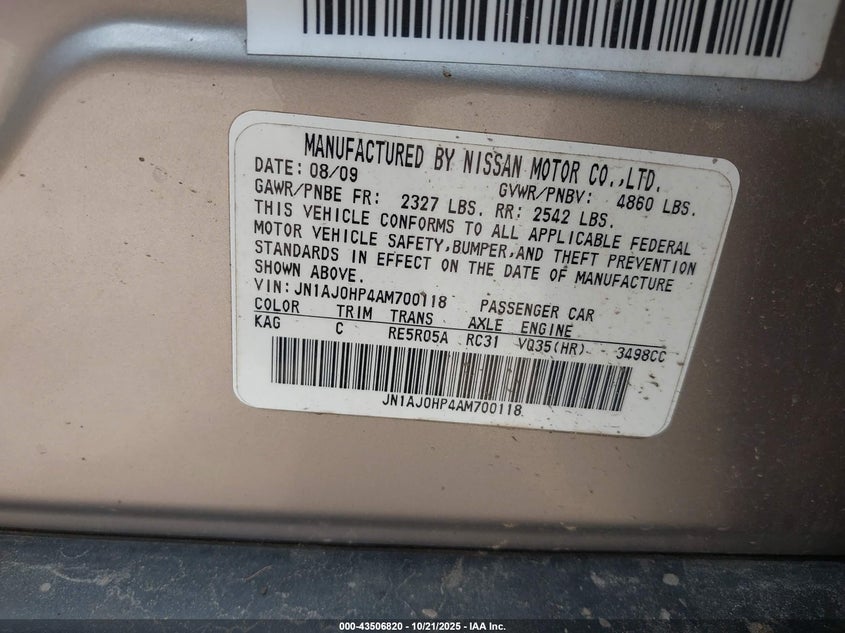 MANUFACTURED BY NISSAN MOTOR CO.,LTD.
DATE: 08/09 GVWR/PNBV: 4860 LBS.
GAWR/PNBE FR: 2327 LBS. RR: 2542 LBS.
THIS VEHICLE CONFORMS TO ALL APPLICABLE FEDERAL
MOTOR VEHICLE SAFETY,BUMPER,AND THEFT PREVENTION
STANDARDS IN EFFECT ON THE DATE OF MANUFACTURE
SHOWN ABOVE.
VIN:JN1AJ0HP4AM700118 PASSENGER CAR
COLOR TRIM TRANS AXLE ENGINE
KAG C RE5R05A RC31 VQ35(HR) 3498CC
JN1AJ0HP4AM700118
000-43506820 - 10/21/2025 - IAA Inc.